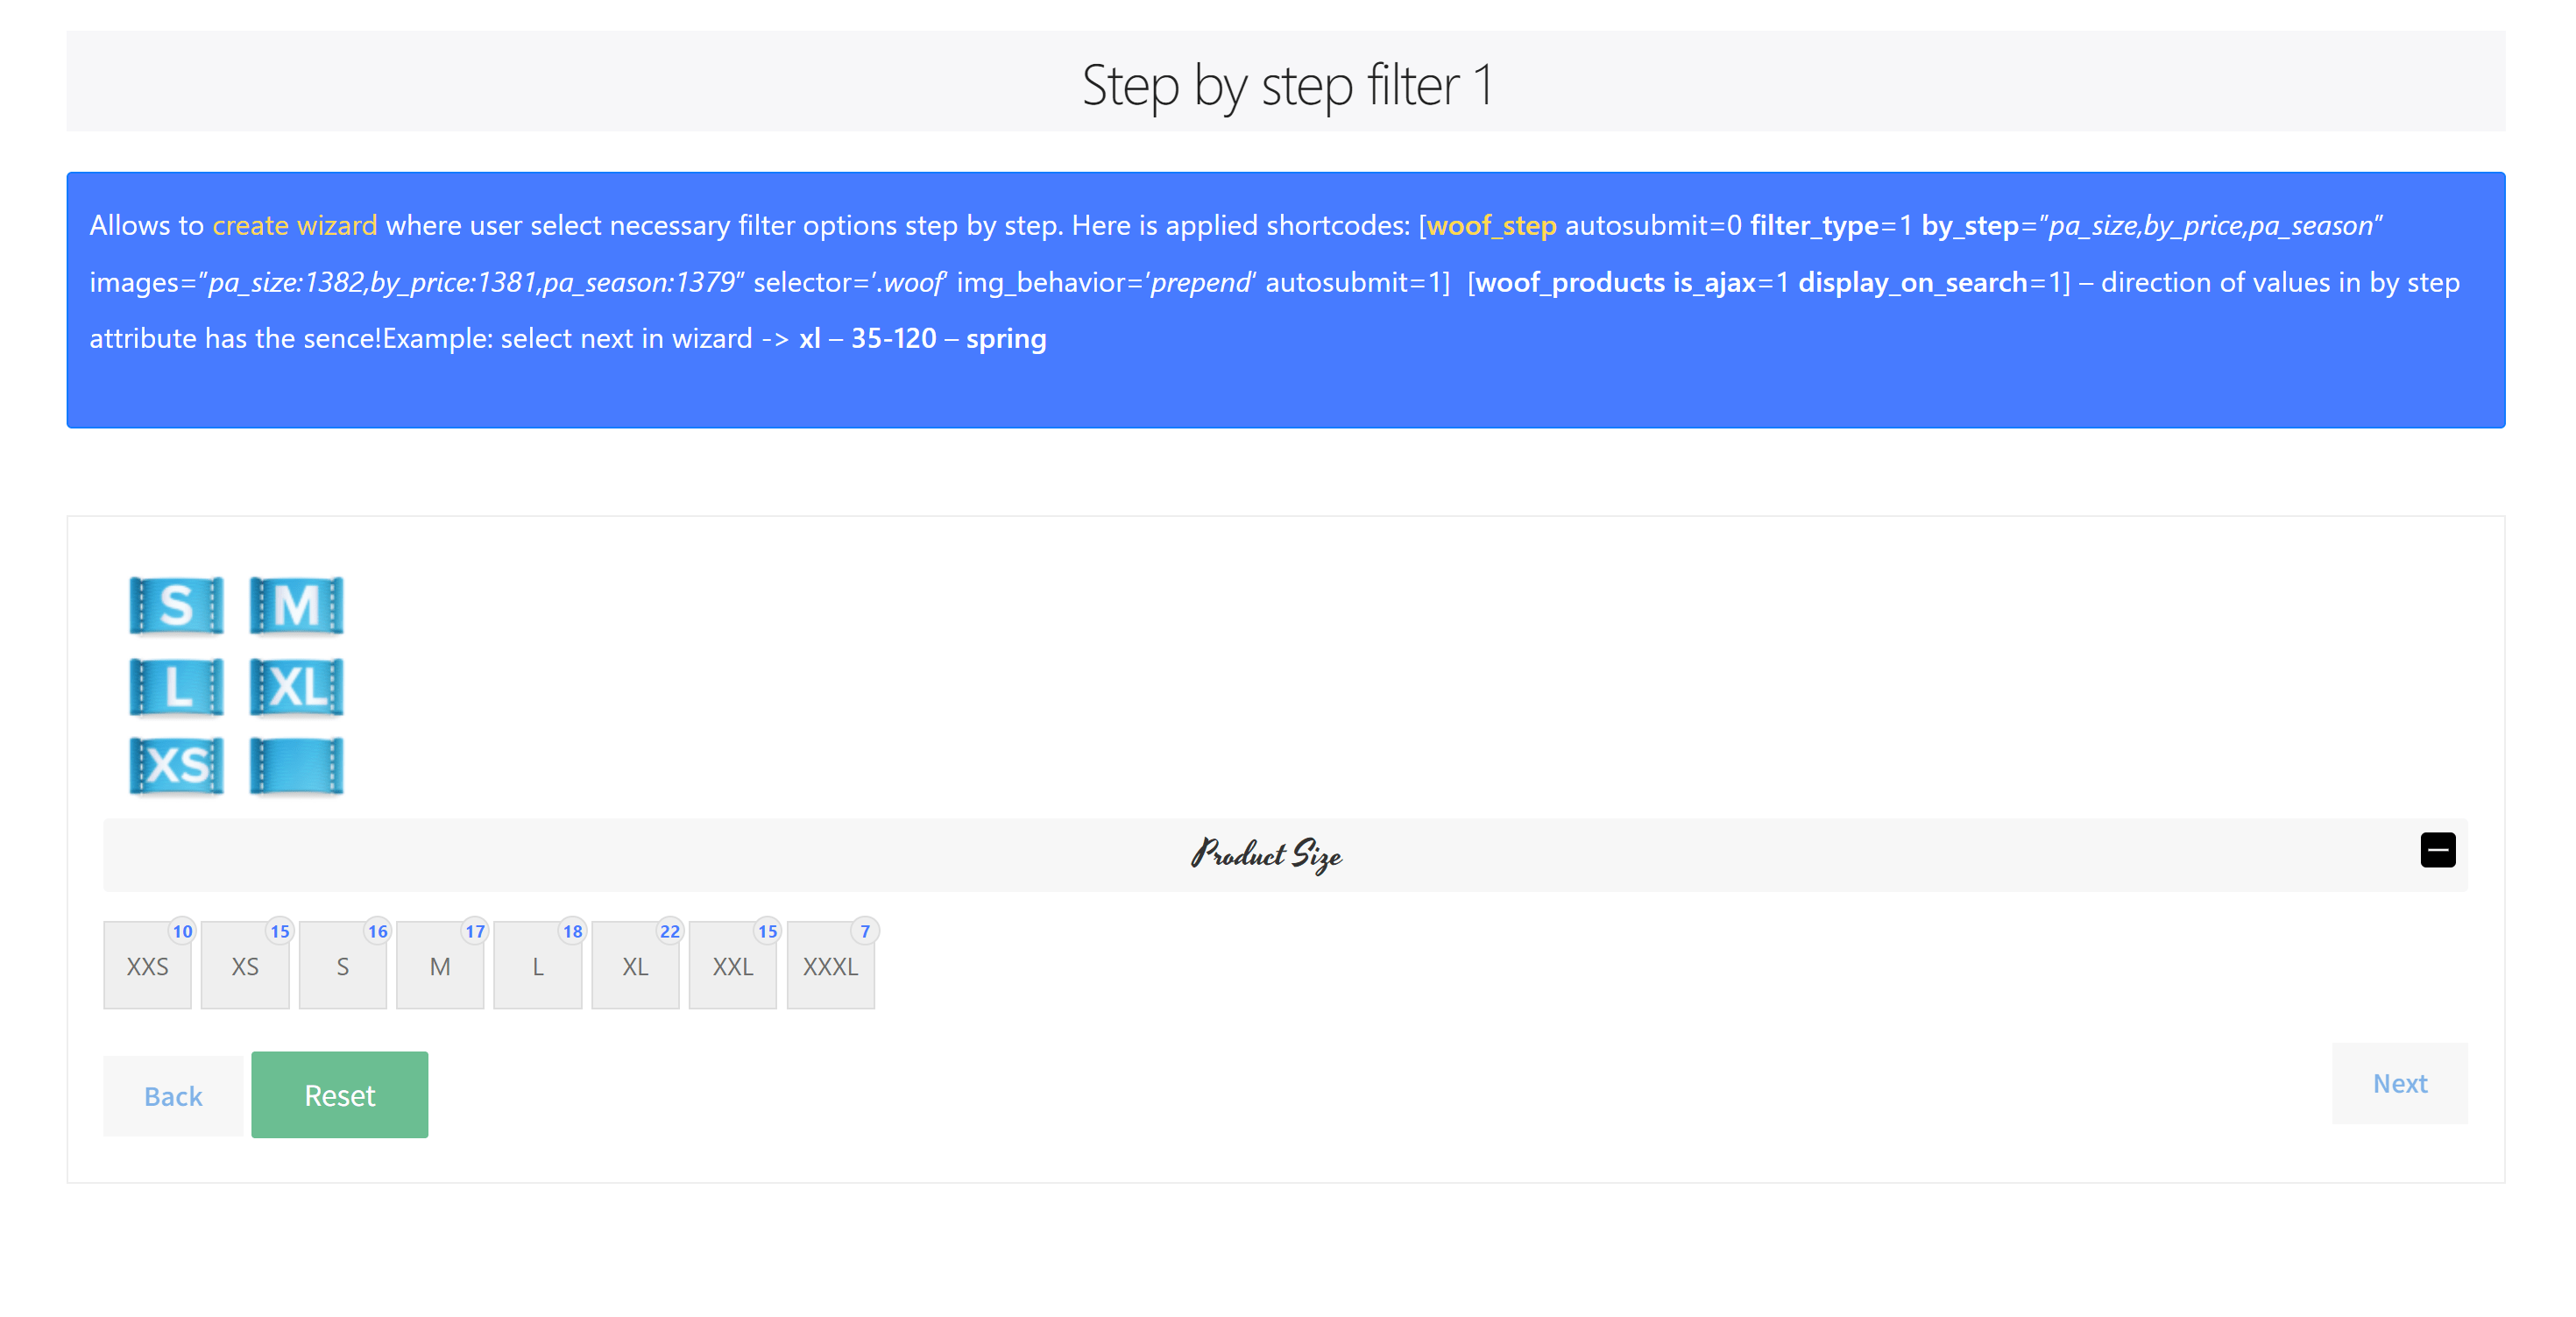 Step by step filter 1
Allows to create wizard where user select necessary filter options step by step. Here is applied shortcodes: [woof_step autosubmit=0 filter_type=1 by_step=”pa_size,by_price,pa_season”
images=”pa_size:1382,by_price:1381,pa_season:1379” selector=’.woof’ img_behavior=’prepend’ autosubmit=1]  [woof_products is_ajax=1 display_on_search=1] – direction of values in by step
attribute has the sence!Example: select next in wizard -> xl – 35-120 – spring
S M
L XL
XS
Product Size
10 15 16 17 18 22 15 7
XXS XS S M L XL XXL XXXL
Back Reset Next